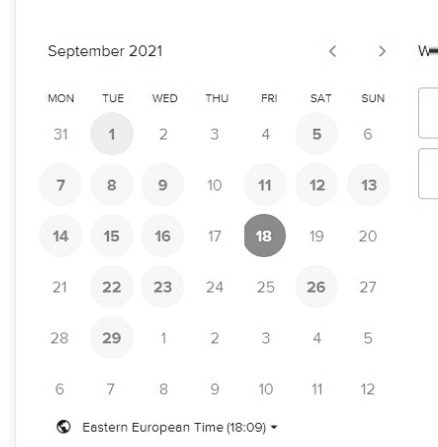 September 2021
MON TUE WED THU FRI SAT SUN
31 1 2 3 4 5 6
7 8 9 10 11 12 13
14 15 16 17 18 19 20
21 22 23 24 25 26 27
28 29 1 2 3 4 5
6 7 8 9 10 11 12
Eastern European Time (18:09)